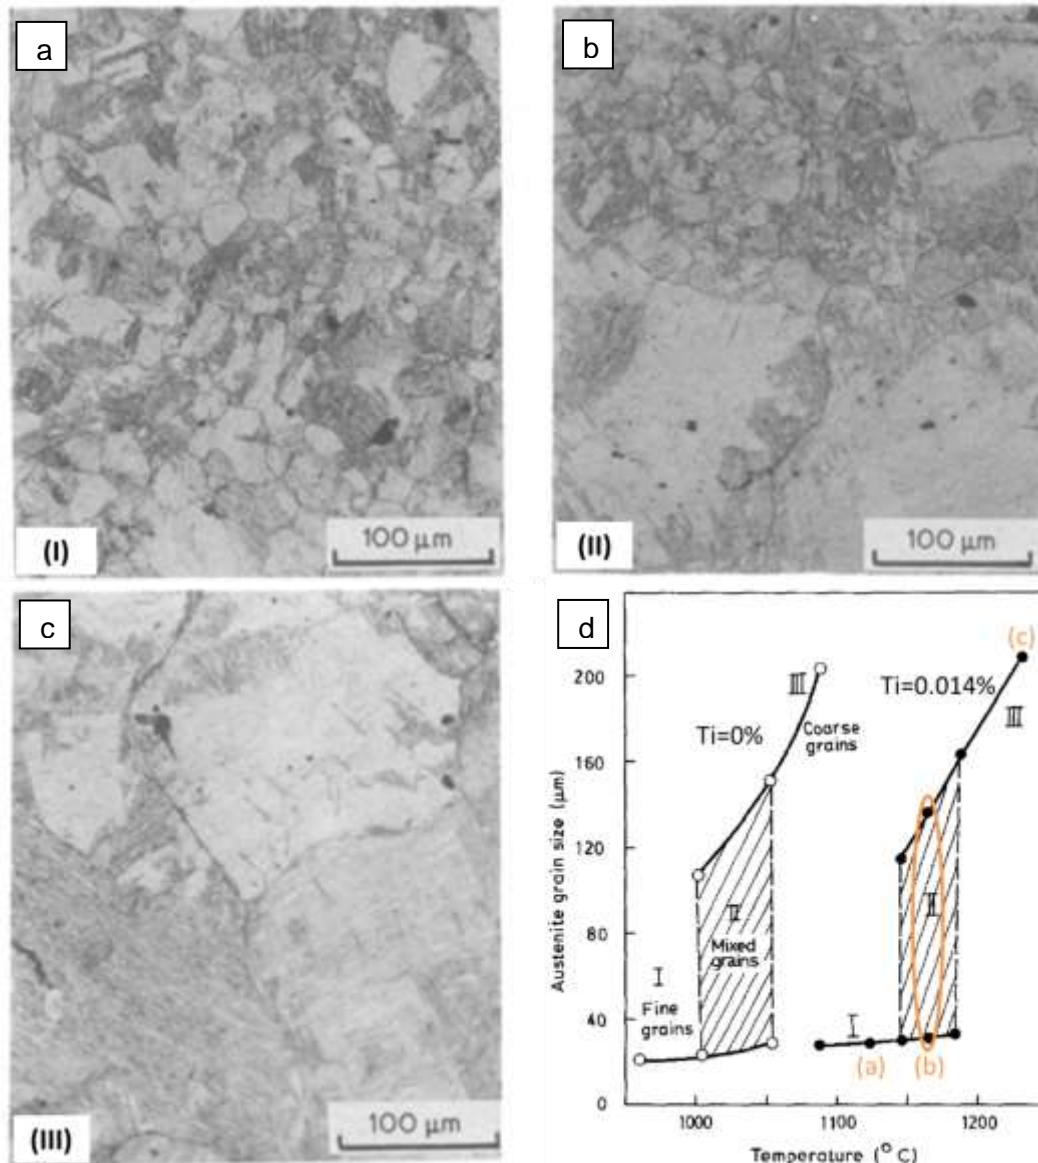 a
(I)
100 µm
b
(II)
100 µm
c
(III)
100 µm
d
Austenite grain size (µm)
200
160
120
80
40
0
Ti=0%
III
Coarse
grains
II
Mixed
grains
I
Fine
grains
Ti=0.014%
(c)
III
II
I
(a)
(b)
1000
1100
1200
Temperature (°C)